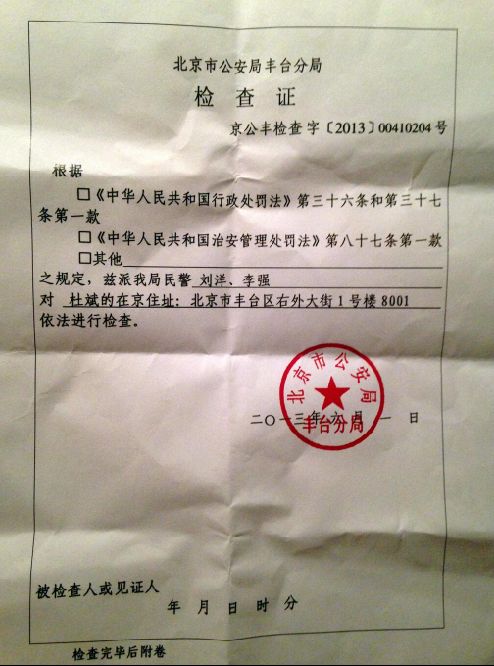 北京市公安局丰台分局
检查证
京公丰检查字〔2013〕00410204号
根据
□《中华人民共和国行政处罚法》第三十六条和第三十七
条第一款
□《中华人民共和国治安管理处罚法》第八十七条第一款
□其他
之规定，兹派我局民警 刘洋、李强
对 杜斌的在京住址：北京市丰台区右外大街1号楼8001
依法进行检查。
北京市公安局
丰台分局
二〇一三年六月一日
被检查人或见证人
年月日时分
检查完毕后附卷